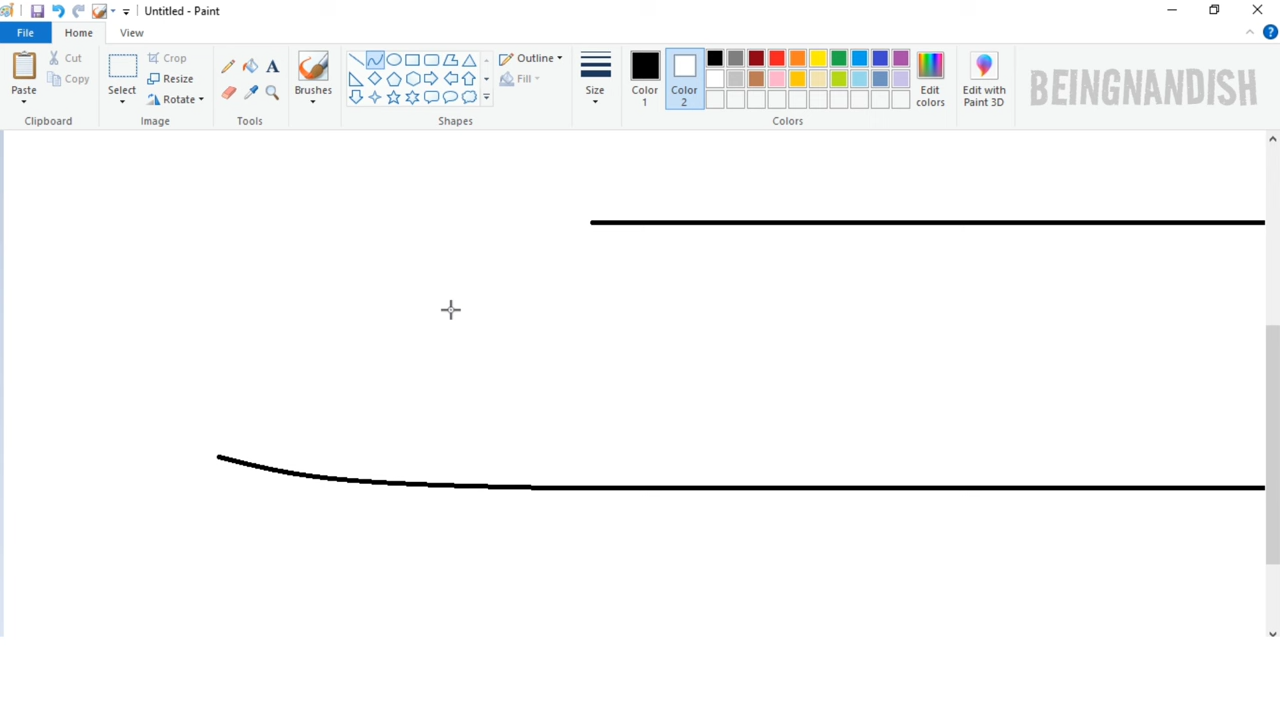 Untitled - Paint
File Home View
Paste
Cut
Copy
Clipboard
Select
Crop
Resize
Rotate
Image
A
Tools
Brushes
Shapes
Outline
Fill
Size
Color 1
Color 2
Colors
Edit colors
Edit with Paint 3D
BEINGNANDISH
?